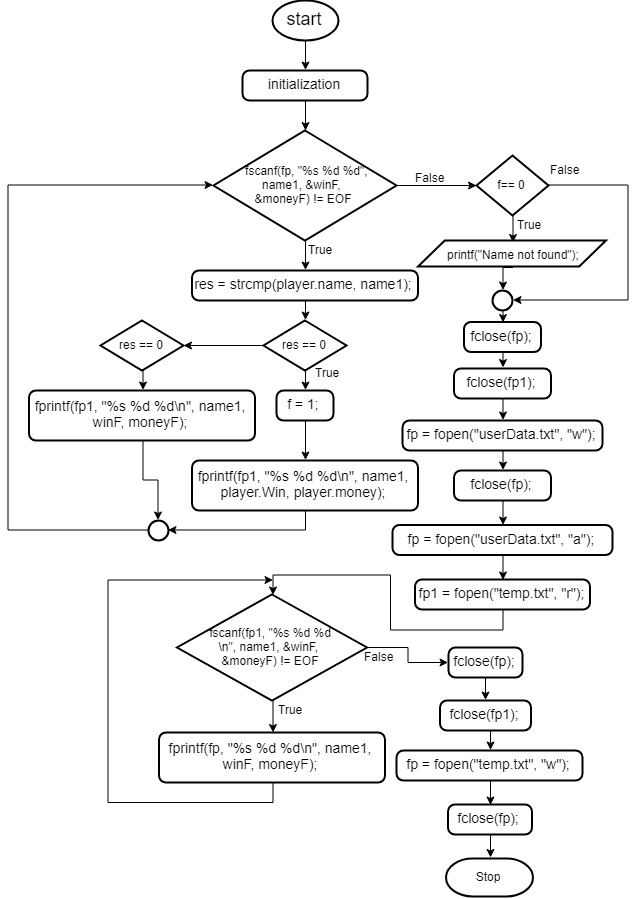 start
initialization
fscanf(fp, "%s %d %d",
name1, &winF,
&moneyF) != EOF
False
f== 0
False
True
printf("Name not found");
True
res = strcmp(player.name, name1);
res == 0
res == 0
True
f = 1;
fprintf(fp1, "%s %d %d\n", name1,
winF, moneyF);
fprintf(fp1, "%s %d %d\n", name1,
player.Win, player.money);
fclose(fp);
fclose(fp1);
fp = fopen("userData.txt", "w");
fclose(fp);
fp = fopen("userData.txt", "a");
fp1 = fopen("temp.txt", "r");
fscanf(fp1, "%s %d %d
\n", name1, &winF,
&moneyF) != EOF
False
True
fprintf(fp, "%s %d %d\n", name1,
winF, moneyF);
fclose(fp);
fclose(fp1);
fp = fopen("temp.txt", "w");
fclose(fp);
Stop